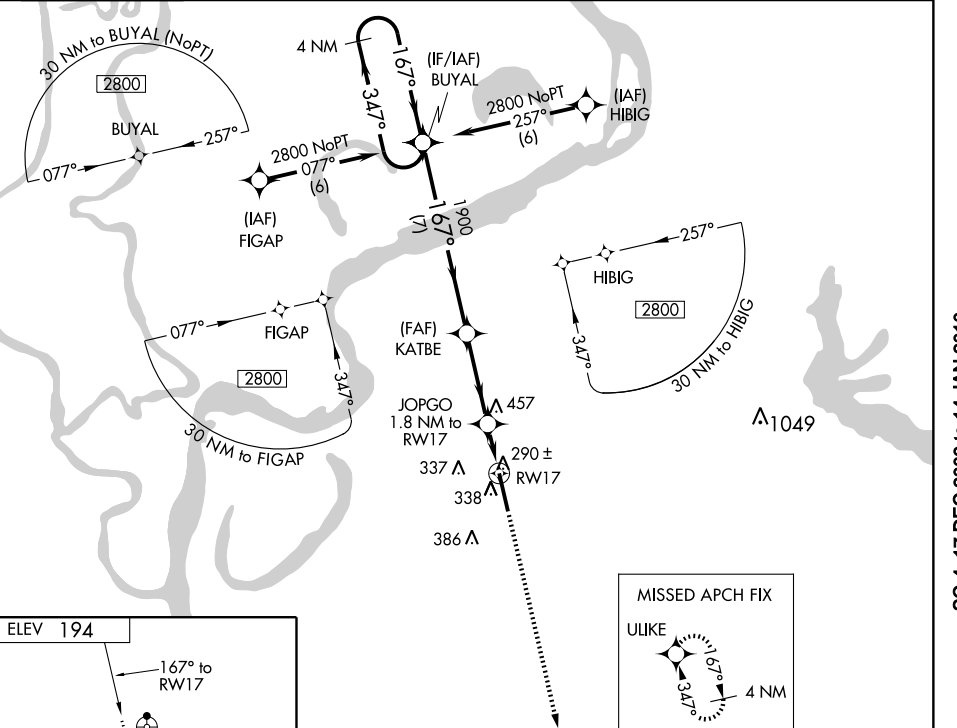 30 NM to BUYAL (NoPT)
2800
BUYAL
077°
257°
4 NM
167°
347°
(IF/IAF)
BUYAL
2800 NoPT
257°
(6)
(IAF)
HIBIG
2800 NoPT
077°
(6)
(IAF)
FIGAP
1900
167°
(7)
257°
HIBIG
2800
347°
30 NM to HIBIG
077°
FIGAP
2800
347°
30 NM to FIGAP
(FAF)
KATBE
JOPGO
1.8 NM to
RW17
457
290 ±
RW17
337
338
386
1049
MISSED APCH FIX
ULIKE
167°
347°
4 NM
ELEV 194
167° to
RW17